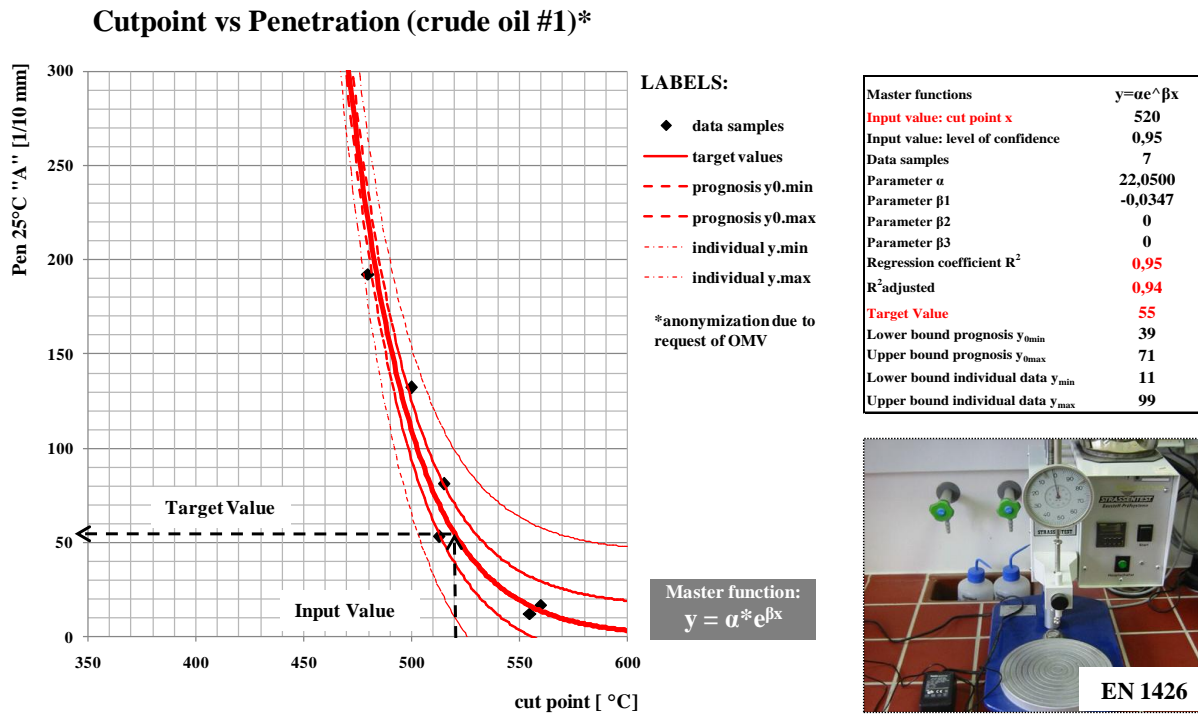 Cutpoint vs Penetration (crude oil #1)*
Pen 25°C "A" [1/10 mm]
300
250
200
150
100
50
0
350
400
450
500
550
600
cut point [ °C]
Target Value
Input Value
LABELS:
data samples
target values
prognosis y0.min
prognosis y0.max
individual y.min
individual y.max
*anonymization due to
request of OMV
Master function:
y = α*e^βx
Master functions y=αe^βx
Input value: cut point x 520
Input value: level of confidence 0,95
Data samples 7
Parameter α 22,0500
Parameter β1 -0,0347
Parameter β2 0
Parameter β3 0
Regression coefficient R² 0,95
R²adjusted 0,94
Target Value 55
Lower bound prognosis y0min 39
Upper bound prognosis y0max 71
Lower bound individual data ymin 11
Upper bound individual data ymax 99
STRASSENTEST
STRASSENTEST
EN 1426